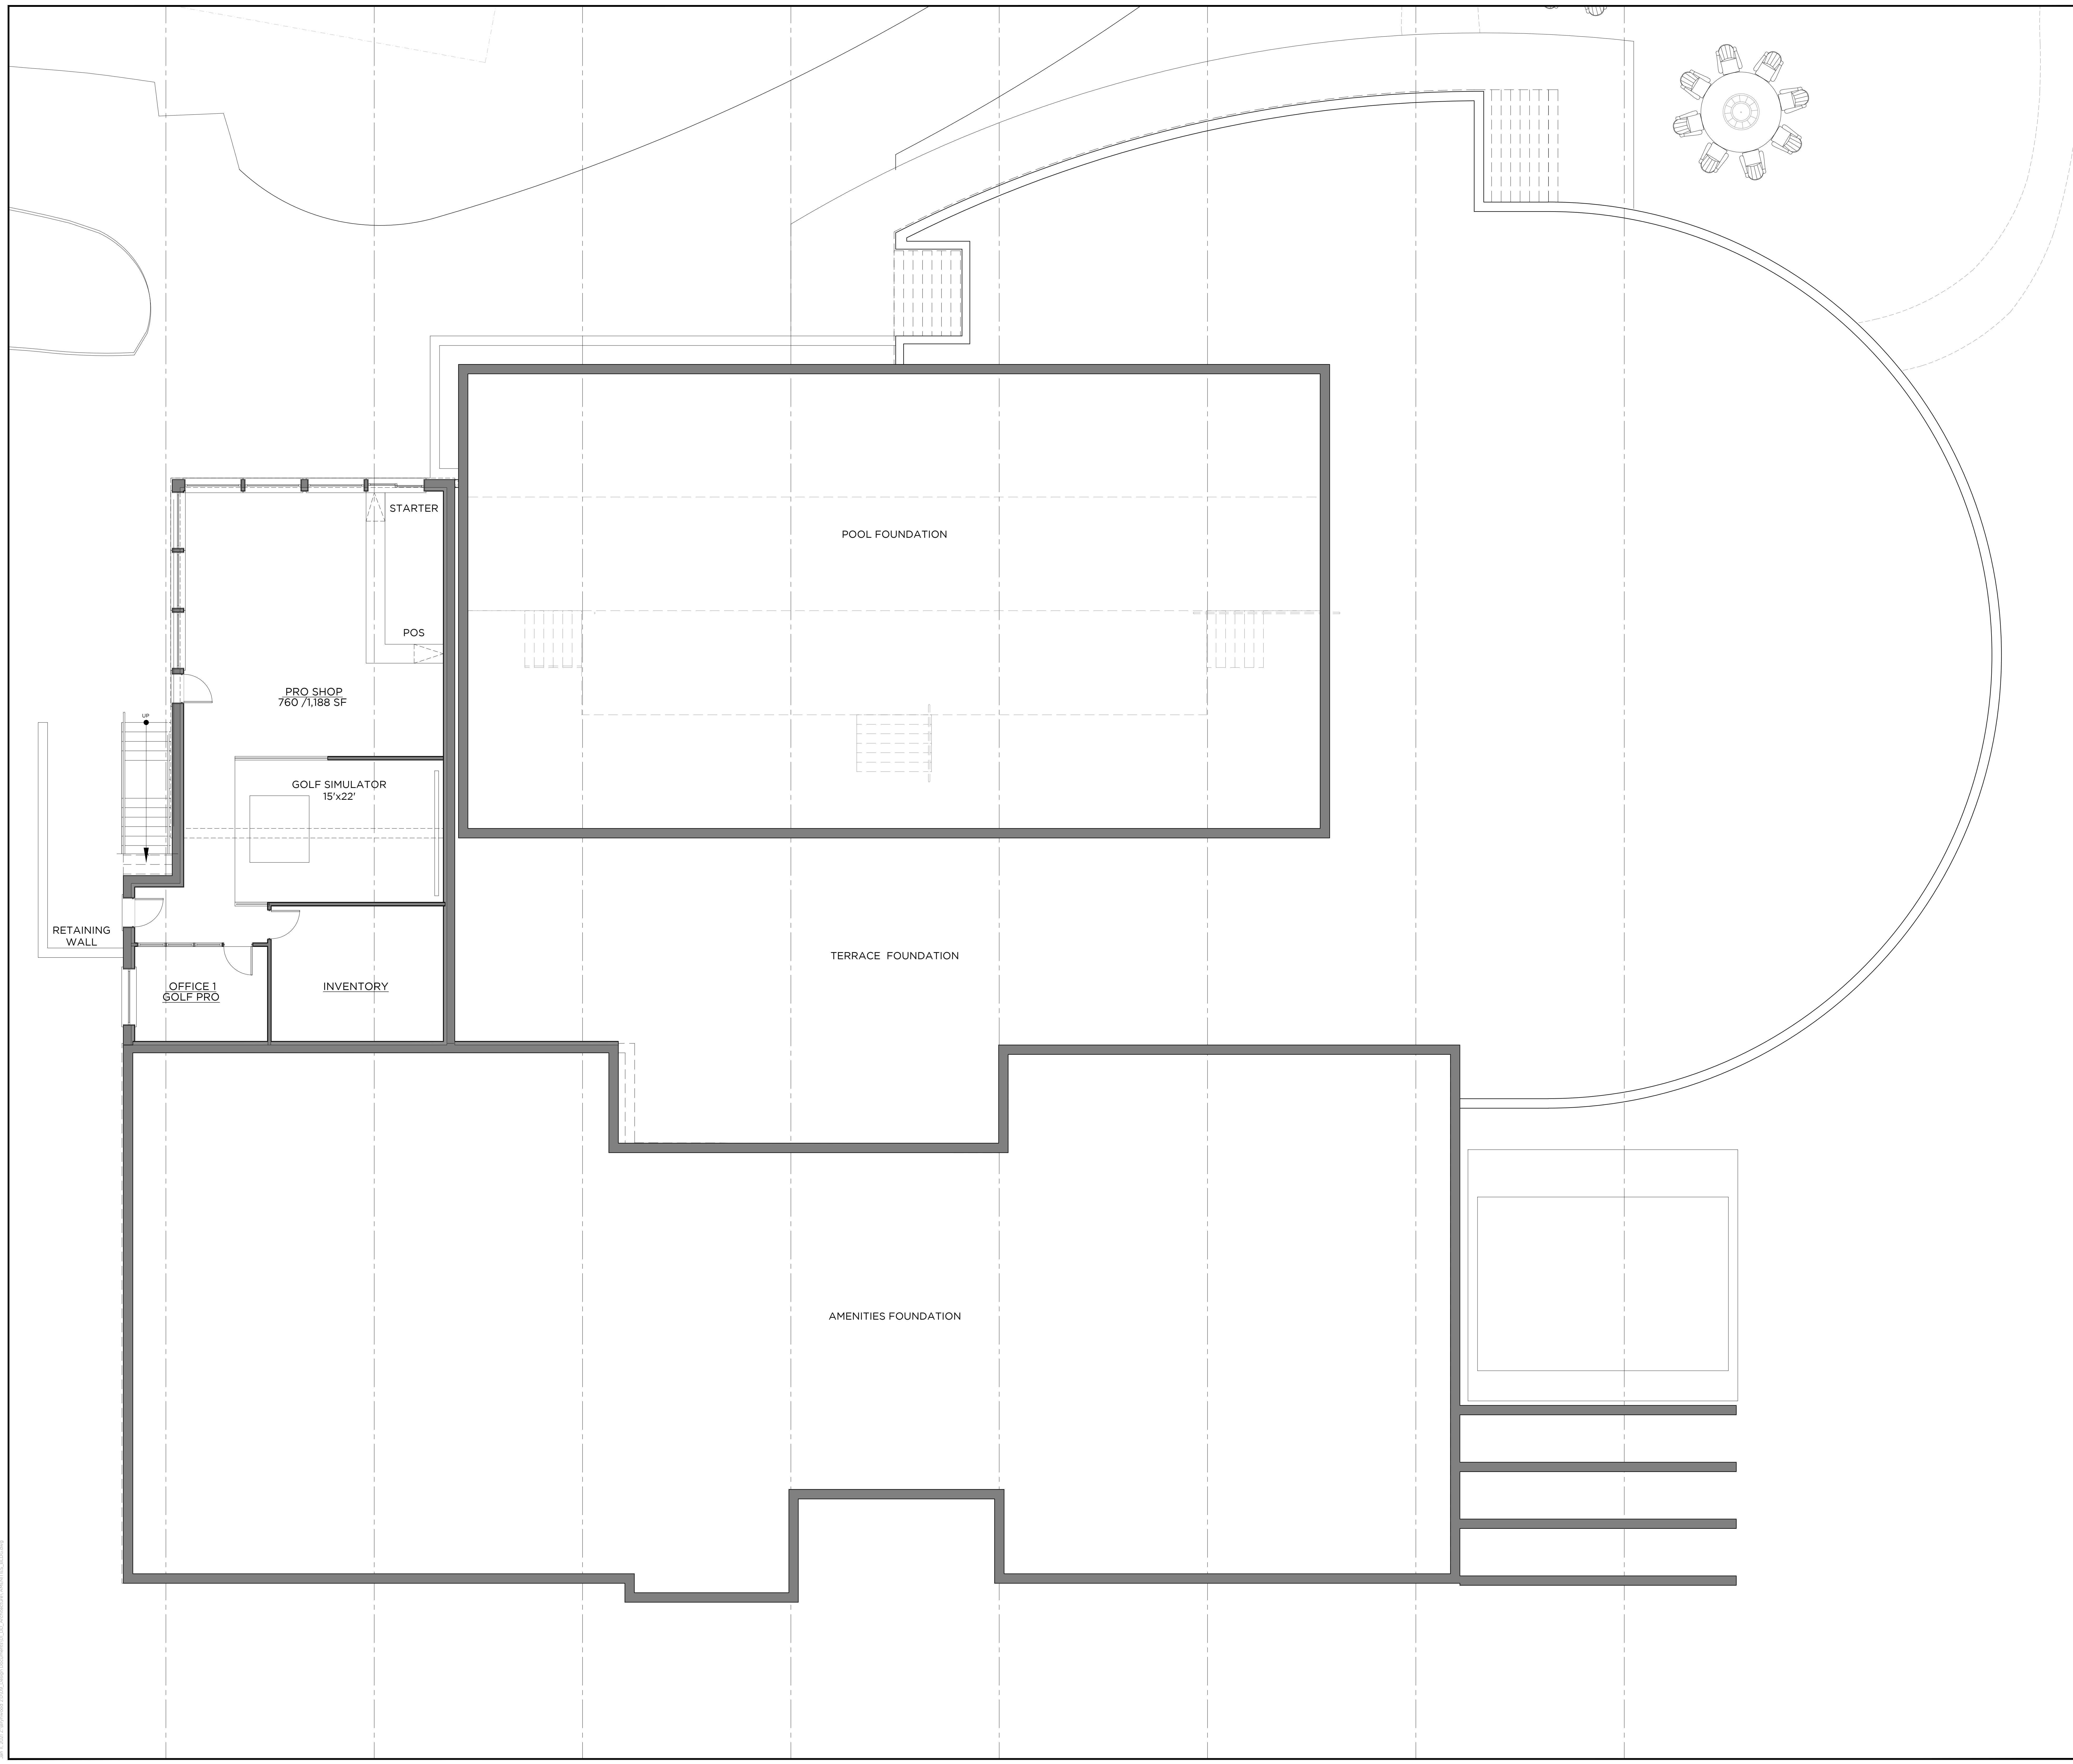 STARTER
POOL FOUNDATION
POS
PRO SHOP
760 /1,188 SF
UP
GOLF SIMULATOR
15'x22'
RETAINING
WALL
TERRACE FOUNDATION
OFFICE 1
GOLF PRO
INVENTORY
AMENITIES FOUNDATION